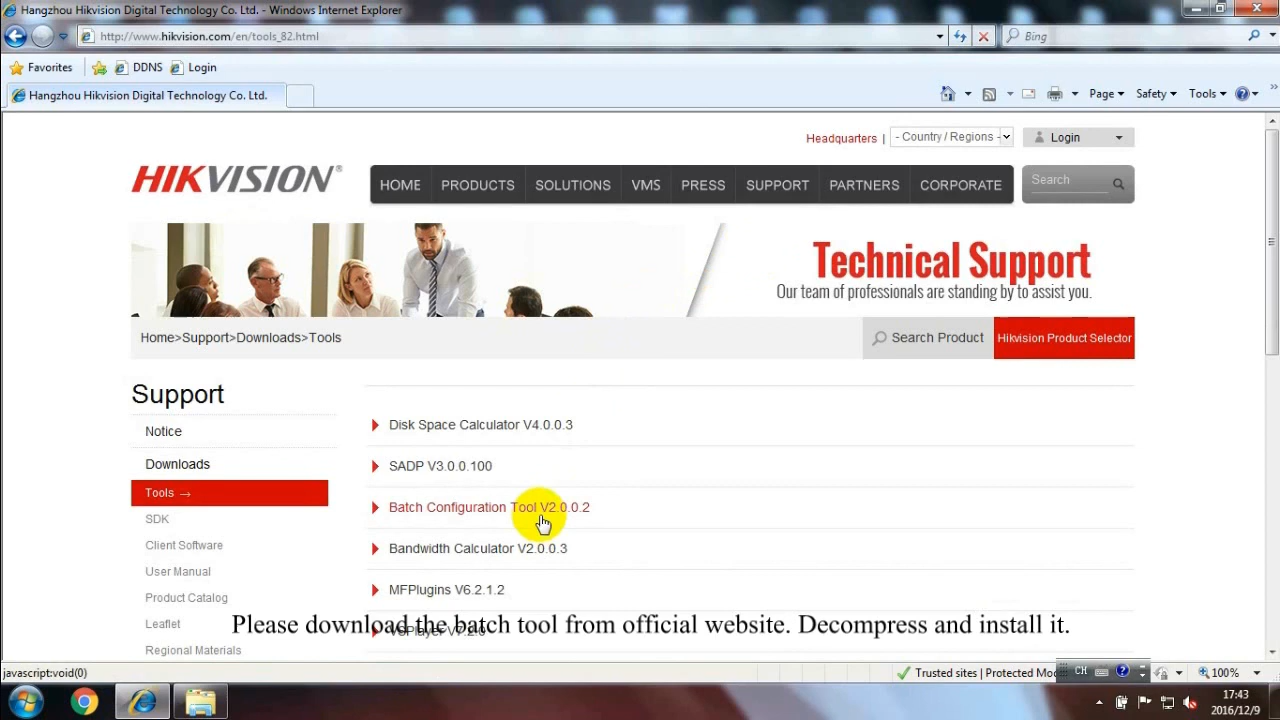 Hangzhou Hikvision Digital Technology Co. Ltd. - Windows Internet Explorer
http://www.hikvision.com/en/tools_82.html
Bing
Favorites DDNS Login
Hangzhou Hikvision Digital Technology Co. Ltd.
Page Safety Tools
Headquarters | - Country / Regions - Login
HIKVISION®
HOME PRODUCTS SOLUTIONS VMS PRESS SUPPORT PARTNERS CORPORATE
Search
Technical Support
Our team of professionals are standing by to assist you.
Home>Support>Downloads>Tools
Search Product
Hikvision Product Selector
Support
Notice
Downloads
Tools →
SDK
Client Software
User Manual
Product Catalog
Leaflet
Regional Materials
Disk Space Calculator V4.0.0.3
SADP V3.0.0.100
Batch Configuration Tool V2.0.0.2
Bandwidth Calculator V2.0.0.3
MFPlugins V6.2.1.2
Please download the batch tool from official website. Decompress and install it.
javascript:void(0)
Trusted sites | Protected
CH
100%
17:43
2016/12/9